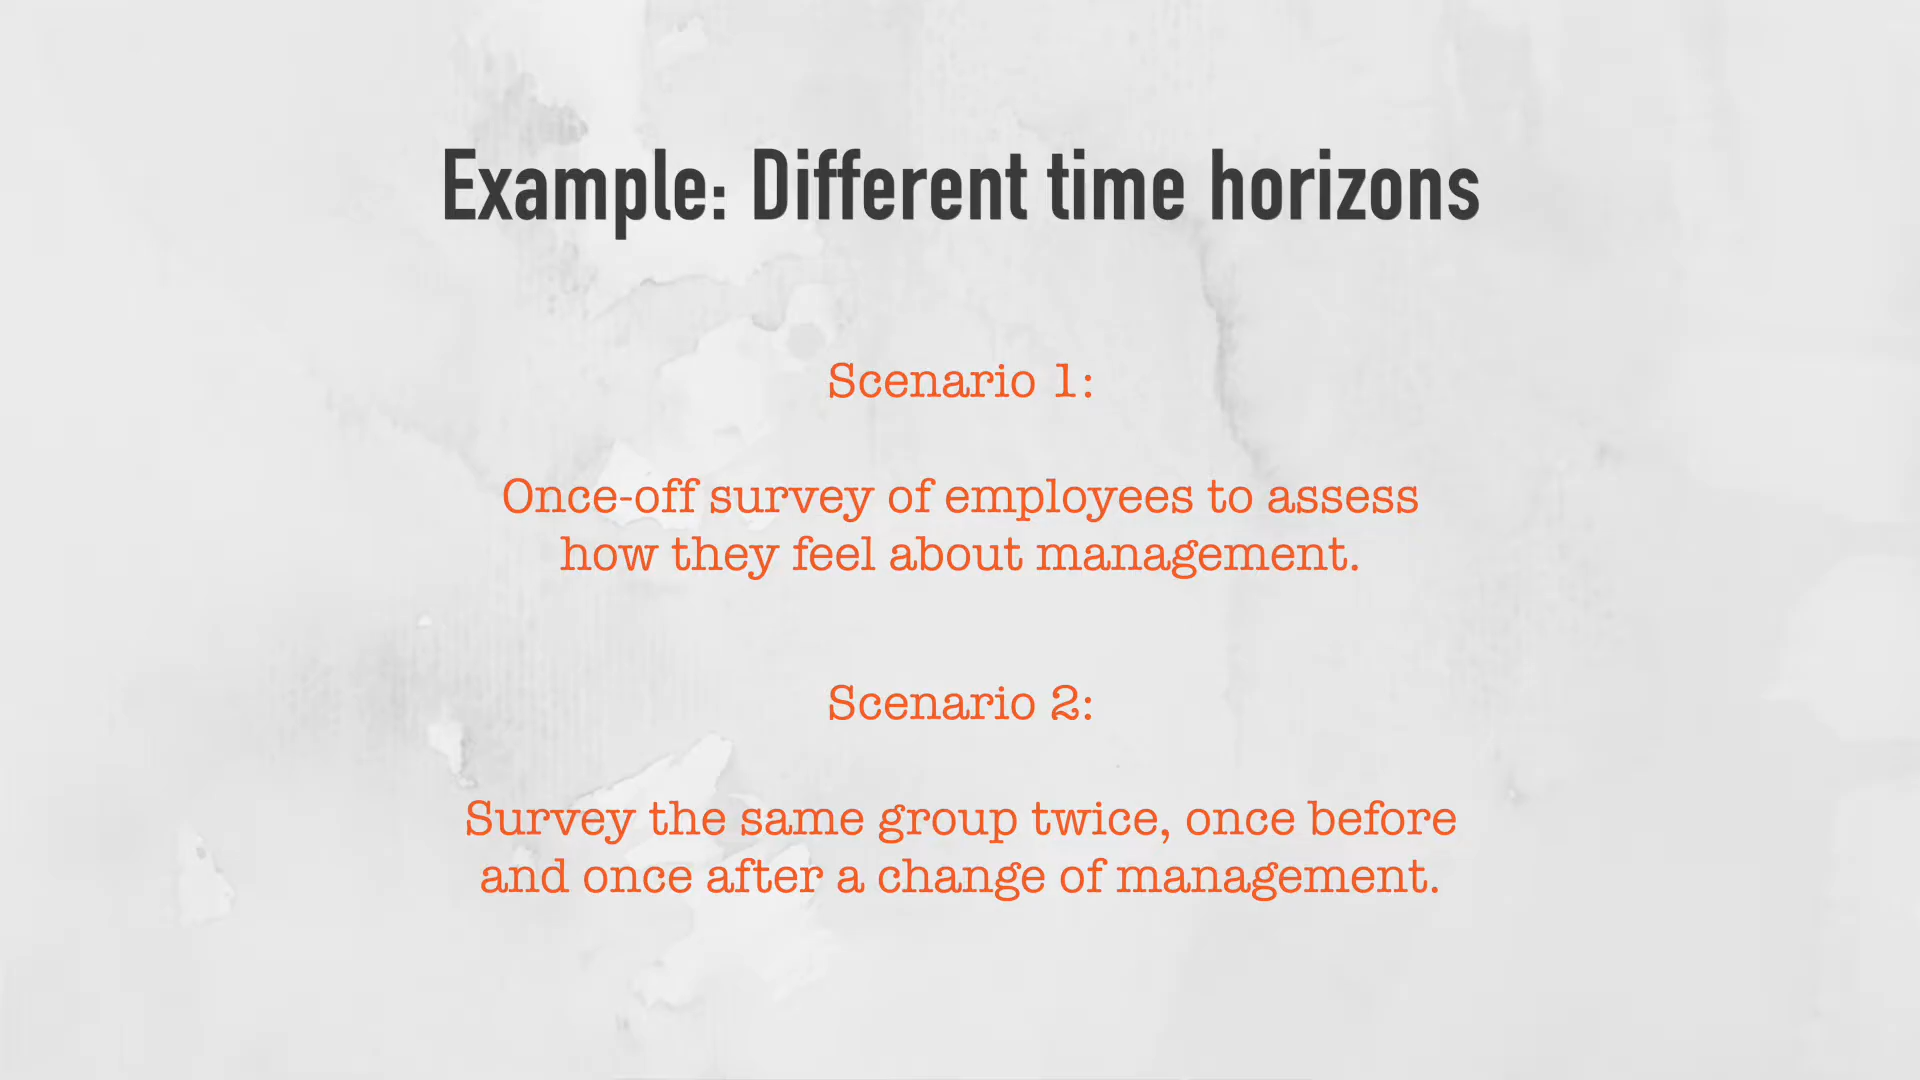 Example: Different time horizons
Scenario 1:
Once-off survey of employees to assess
how they feel about management.
Scenario 2:
Survey the same group twice, once before
and once after a change of management.